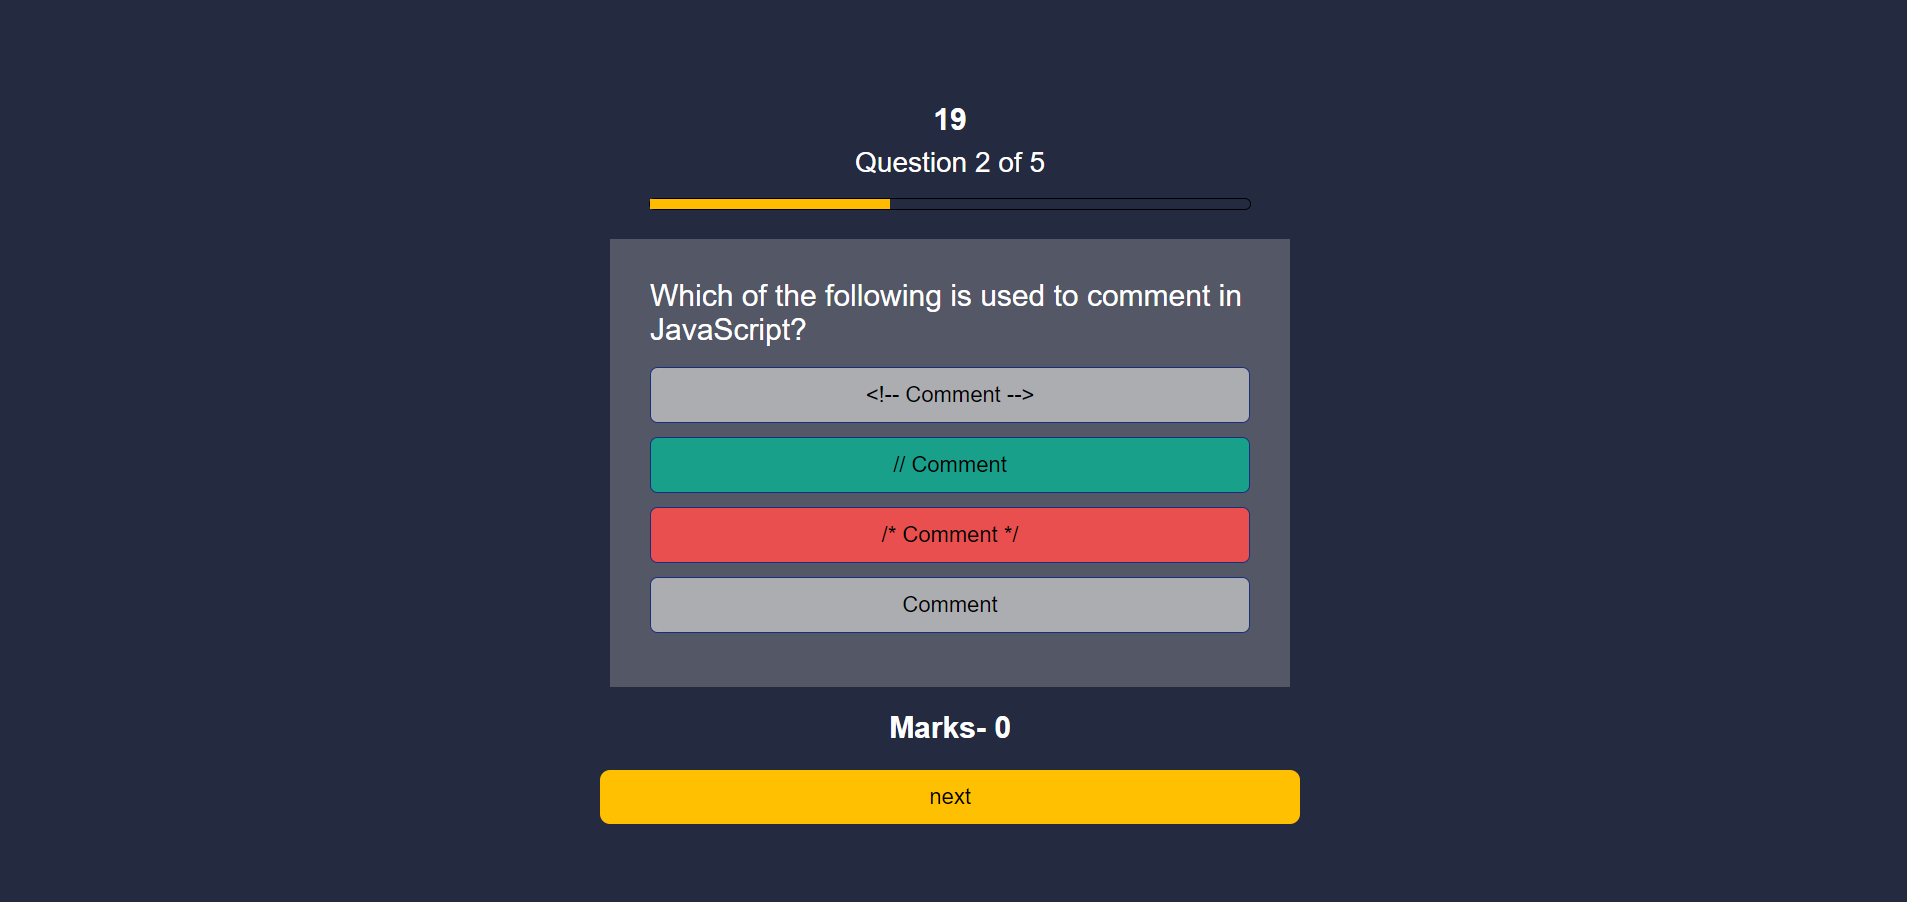 19
Question 2 of 5
Which of the following is used to comment in
JavaScript?
<!-- Comment -->
// Comment
/* Comment */
Comment
Marks- 0
next